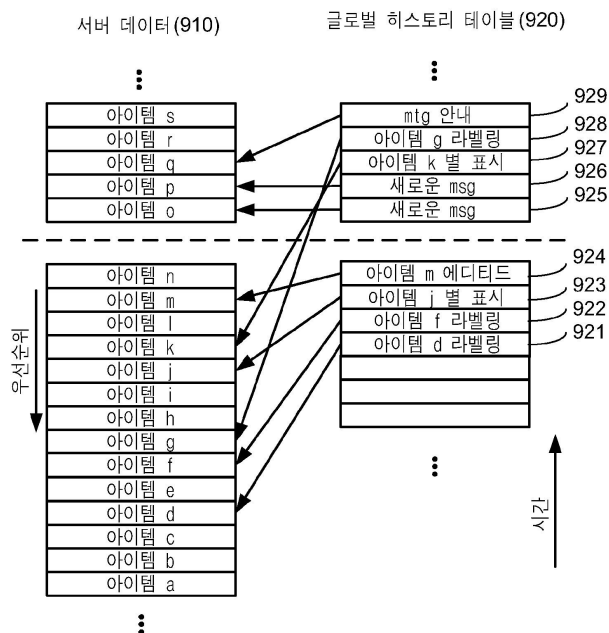 서버 데이터(910)
글로벌 히스토리 테이블(920)
아이템 s
아이템 r
아이템 q
아이템 p
아이템 o
mtg 안내
아이템 g 라벨링
아이템 k 별 표시
새로운 msg
새로운 msg
929
928
927
926
925
아이템 n
아이템 m
아이템 l
아이템 k
아이템 j
아이템 i
아이템 h
아이템 g
아이템 f
아이템 e
아이템 d
아이템 c
아이템 b
아이템 a
우선순위
아이템 m 에디티드
아이템 j 별 표시
아이템 f 라벨링
아이템 d 라벨링
924
923
922
921
시간